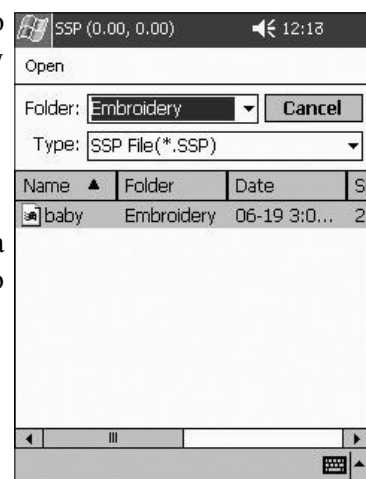 SSP (0.00, 0.00) 12:18
Open
Folder: Embroidery Cancel
Type: SSP File(*.SSP)
Name Folder Date S
baby Embroidery 06-19 3:0... 2